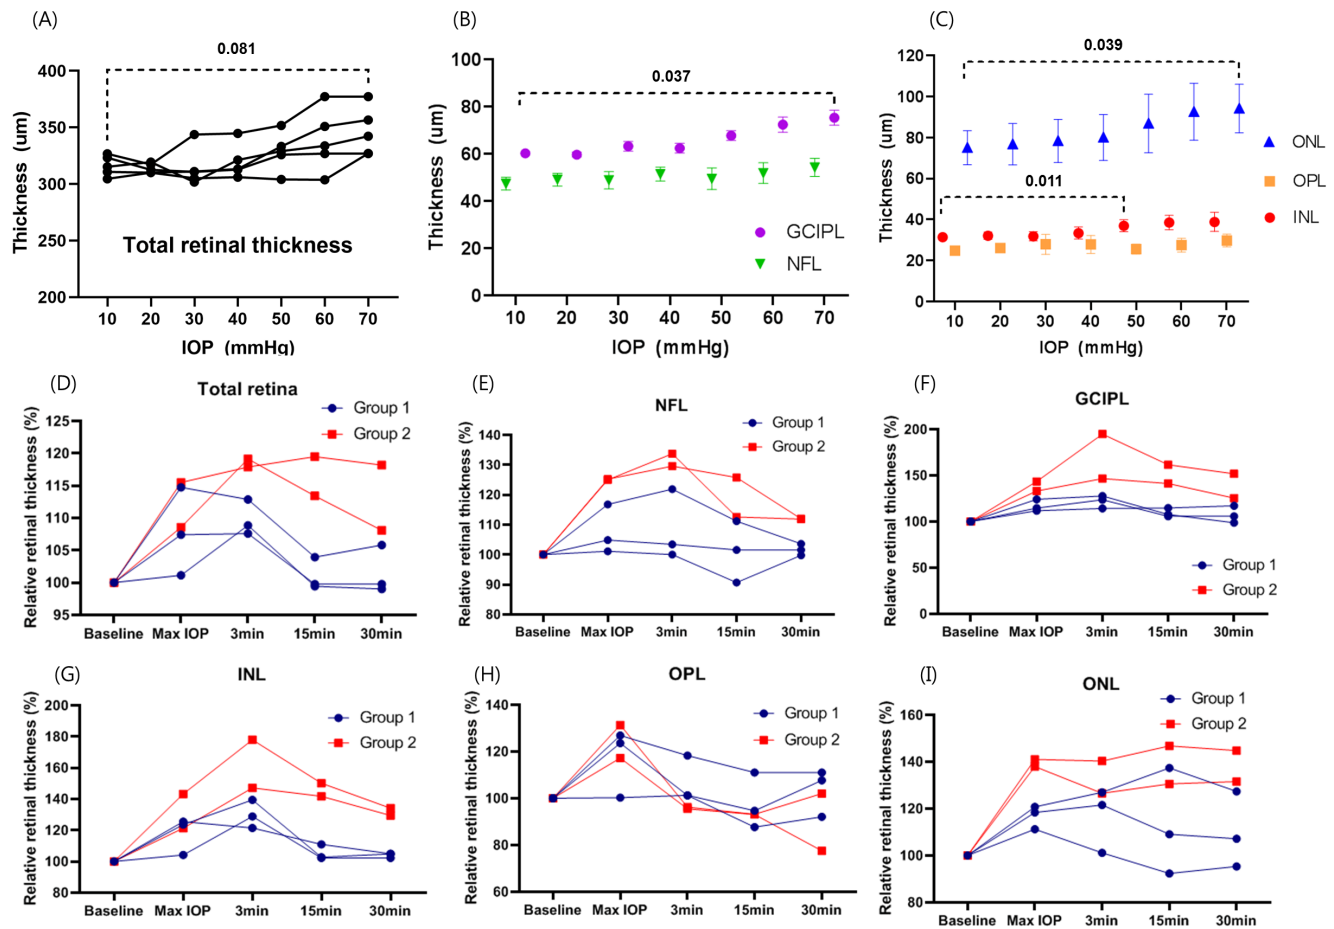 (A)
0.081
400
350
300
250
200
Thickness (um)
Total retinal thickness
10 20 30 40 50 60 70
IOP (mmHg)
(B)
0.037
100
80
60
40
20
0
Thickness (um)
GCIPL
NFL
10 20 30 40 50 60 70
IOP (mmHg)
(C)
0.039
120
100
80
60
40
20
0
Thickness (um)
0.011
ONL
OPL
INL
10 20 30 40 50 60 70
IOP (mmHg)
(D)
Total retina
Group 1
Group 2
125
120
115
110
105
100
95
Relative retinal thickness (%)
Baseline Max IOP 3min 15min 30min
(E)
NFL
Group 1
Group 2
140
130
120
110
100
90
80
Relative retinal thickness (%)
Baseline Max IOP 3min 15min 30min
(F)
GCIPL
200
150
100
50
0
Relative retinal thickness (%)
Group 1
Group 2
Baseline Max IOP 3min 15min 30min
(G)
INL
Group 1
Group 2
200
180
160
140
120
100
80
Relative retinal thickness (%)
Baseline Max IOP 3min 15min 30min
(H)
OPL
Group 1
Group 2
140
120
100
80
60
Relative retinal thickness (%)
Baseline Max IOP 3min 15min 30min
(I)
ONL
Group 1
Group 2
160
140
120
100
80
Relative retinal thickness (%)
Baseline Max IOP 3min 15min 30min